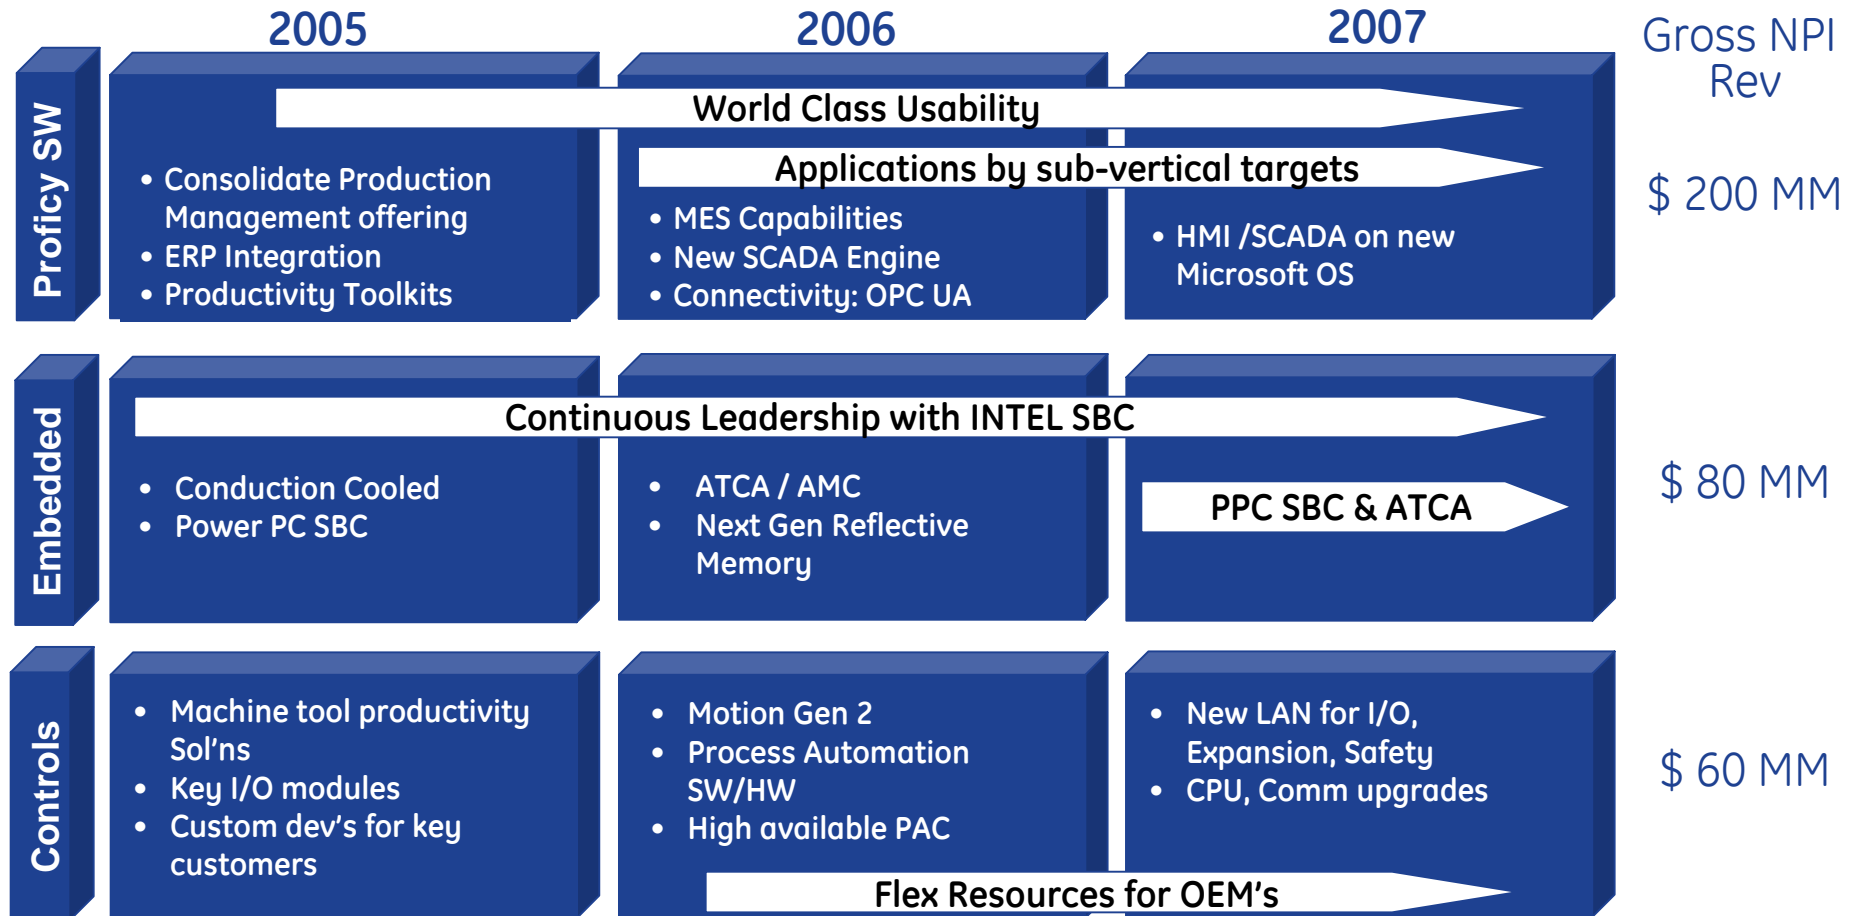 2005
2006
2007
Gross NPI
Rev
Proficy SW
World Class Usability
Applications by sub-vertical targets
• Consolidate Production
Management offering
• ERP Integration
• Productivity Toolkits
• MES Capabilities
• New SCADA Engine
• Connectivity: OPC UA
• HMI /SCADA on new
Microsoft OS
$ 200 MM
Embedded
Continuous Leadership with INTEL SBC
• Conduction Cooled
• Power PC SBC
• ATCA / AMC
• Next Gen Reflective
Memory
PPC SBC & ATCA
$ 80 MM
Controls
• Machine tool productivity
Sol'ns
• Key I/O modules
• Custom dev's for key
customers
• Motion Gen 2
• Process Automation
SW/HW
• High available PAC
• New LAN for I/O,
Expansion, Safety
• CPU, Comm upgrades
Flex Resources for OEM's
$ 60 MM